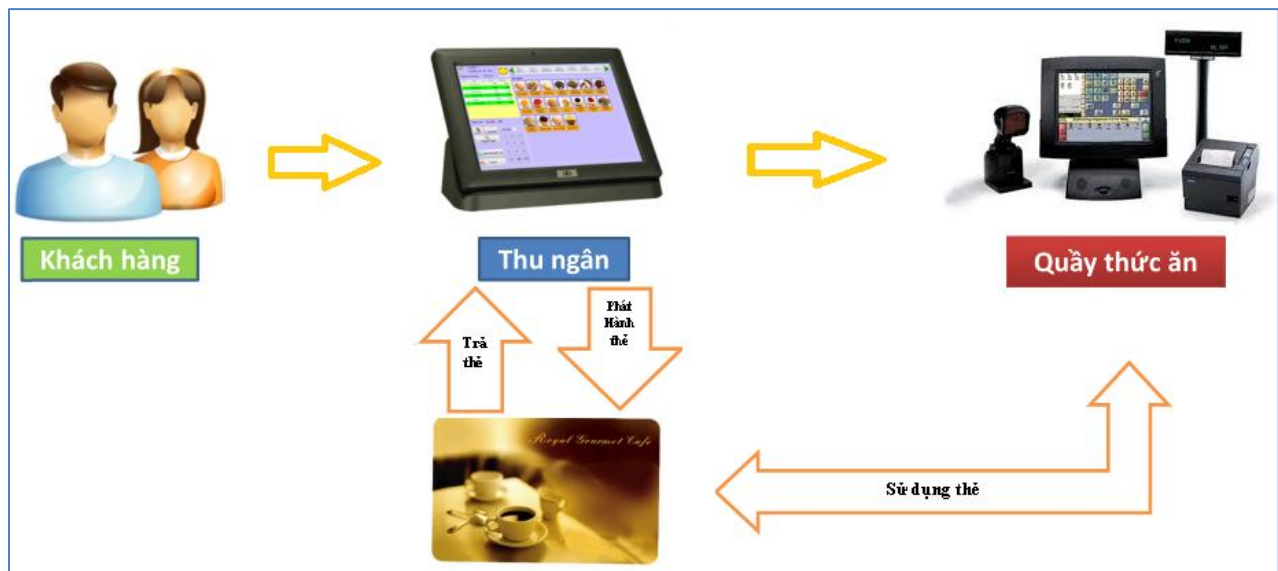 Khách hàng
Thu ngân
Quầy thức ăn
Trả
thẻ
Phát
Hành
thẻ
Royal Gourmet Cafe
Sử dụng thẻ